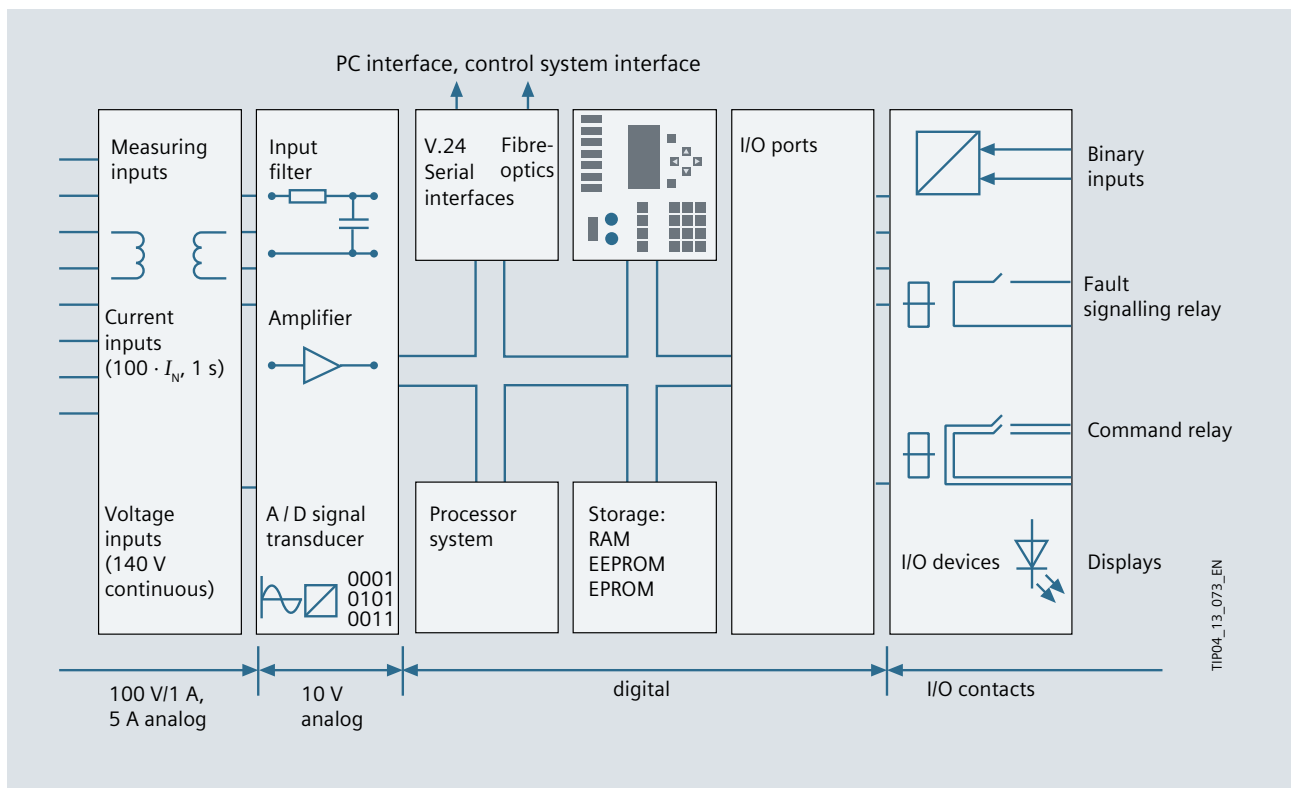 PC interface, control system interface
Measuring
inputs
Current
inputs
(100 · I_N, 1 s)
Voltage
inputs
(140 V
continuous)
Input
filter
Amplifier
A / D signal
transducer
0001
0101
0011
V.24
Serial
interfaces
Fibre-
optics
Processor
system
Storage:
RAM
EEPROM
EPROM
I/O ports
Binary
inputs
Fault
signalling relay
Command relay
I/O devices
Displays
100 V/1 A,
5 A analog
10 V
analog
digital
I/O contacts
TIP04_13_073_EN